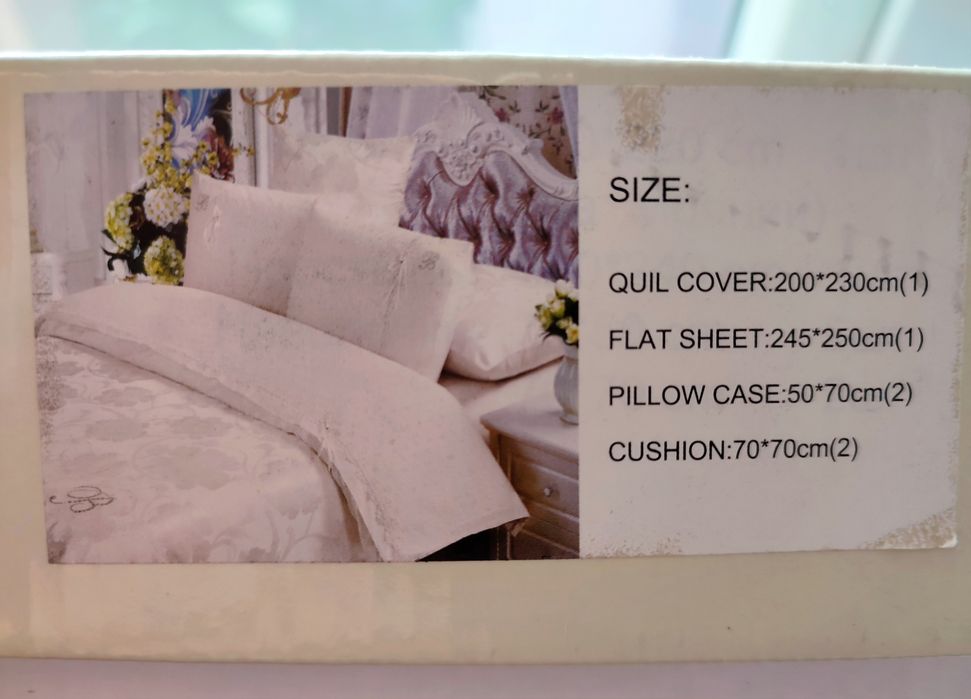 SIZE:
QUIL COVER:200*230cm(1)
FLAT SHEET:245*250cm(1)
PILLOW CASE:50*70cm(2)
CUSHION:70*70cm(2)
B
B